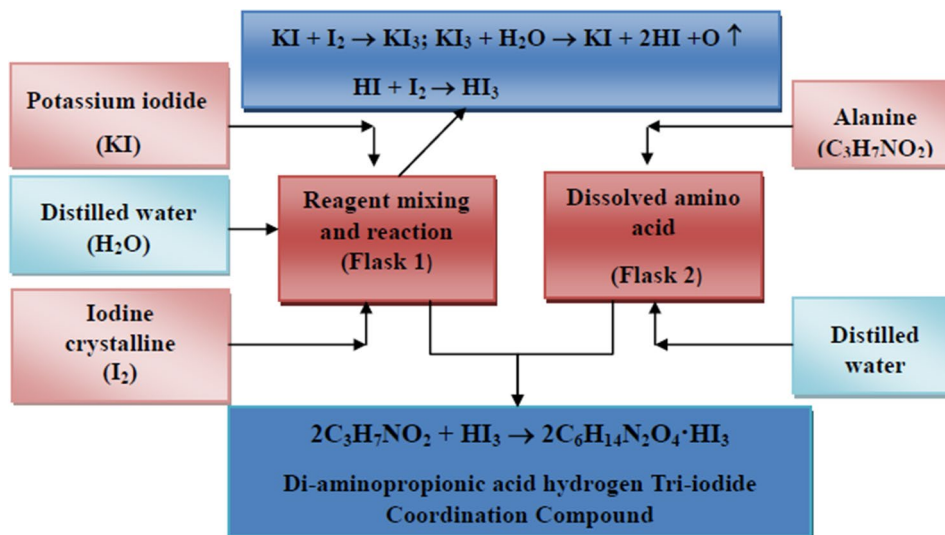 KI + I₂ → KI₃; KI₃ + H₂O → KI + 2HI +O ↑
HI + I₂ → HI₃
Potassium iodide
(KI)
Alanine
(C₃H₇NO₂)
Distilled water
(H₂O)
Reagent mixing
and reaction
(Flask 1)
Dissolved amino
acid
(Flask 2)
Iodine
crystalline
(I₂)
Distilled
water
2C₃H₇NO₂ + HI₃ → 2C₆H₁₄N₂O₄·HI₃
Di-aminopropionic acid hydrogen Tri-iodide
Coordination Compound